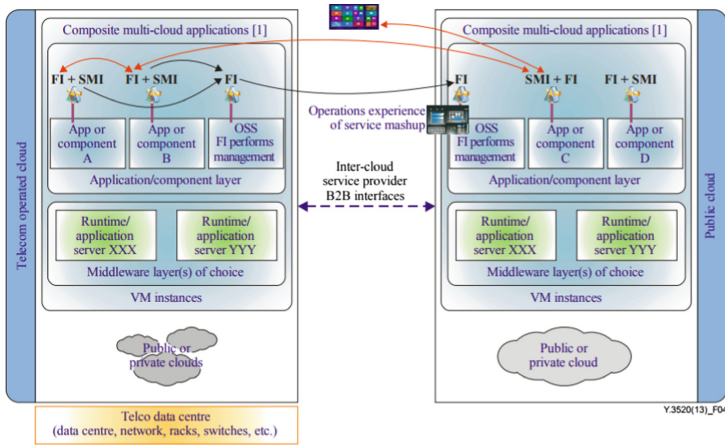 Composite multi-cloud applications [1]
FI + SMI
FI + SMI
FI
App or
component
A
App or
component
B
OSS
FI performs
management
Application/component layer
Runtime/
application
server XXX
Runtime/
application
server YYY
Middleware layer(s) of choice
VM instances
Public or
private clouds
Telecom operated cloud
Telco data centre
(data centre, network, racks, switches, etc.)
Operations experience
of service mashup
Inter-cloud
service provider
B2B interfaces
Composite multi-cloud applications [1]
FI
SMI + FI
FI + SMI
OSS
FI performs
management
App or
component
C
App or
component
D
Application/component layer
Runtime/
application
server XXX
Runtime/
application
server YYY
Middleware layer(s) of choice
VM instances
Public or
private cloud
Public cloud
Y.3520(13)_F04